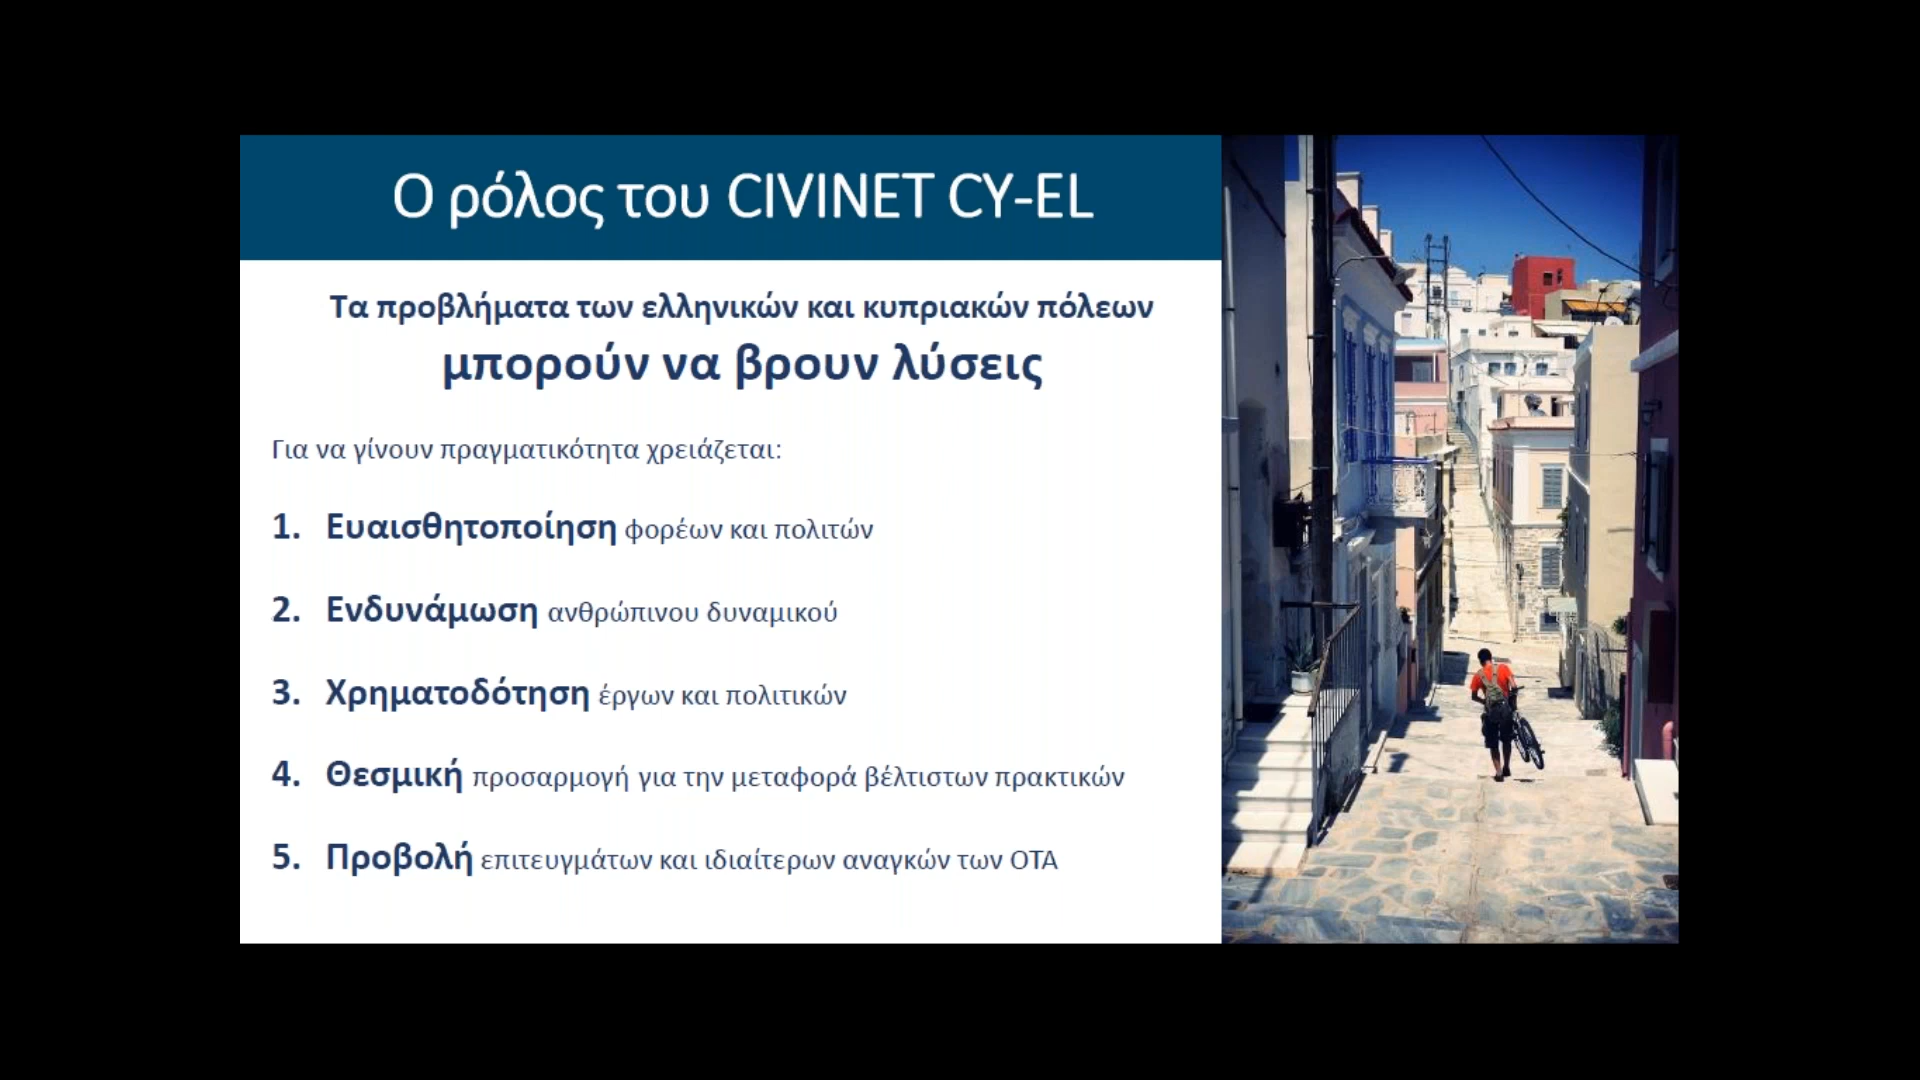 Ο ρόλος του CIVINET CY-EL
Τα προβλήματα των ελληνικών και κυπριακών πόλεων
μπορούν να βρουν λύσεις
Για να γίνουν πραγματικότητα χρειάζεται:
1. Ευαισθητοποίηση φορέων και πολιτών
2. Ενδυνάμωση ανθρώπινου δυναμικού
3. Χρηματοδότηση έργων και πολιτικών
4. Θεσμική προσαρμογή για την μεταφορά βέλτιστων πρακτικών
5. Προβολή επιτευγμάτων και ιδιαίτερων αναγκών των ΟΤΑ